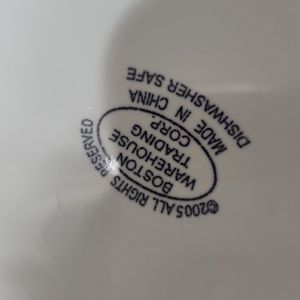 ©2005 ALL RIGHTS RESERVED
BOSTON
WAREHOUSE
TRADING
CORP
MADE IN CHINA
DISHWASHER SAFE